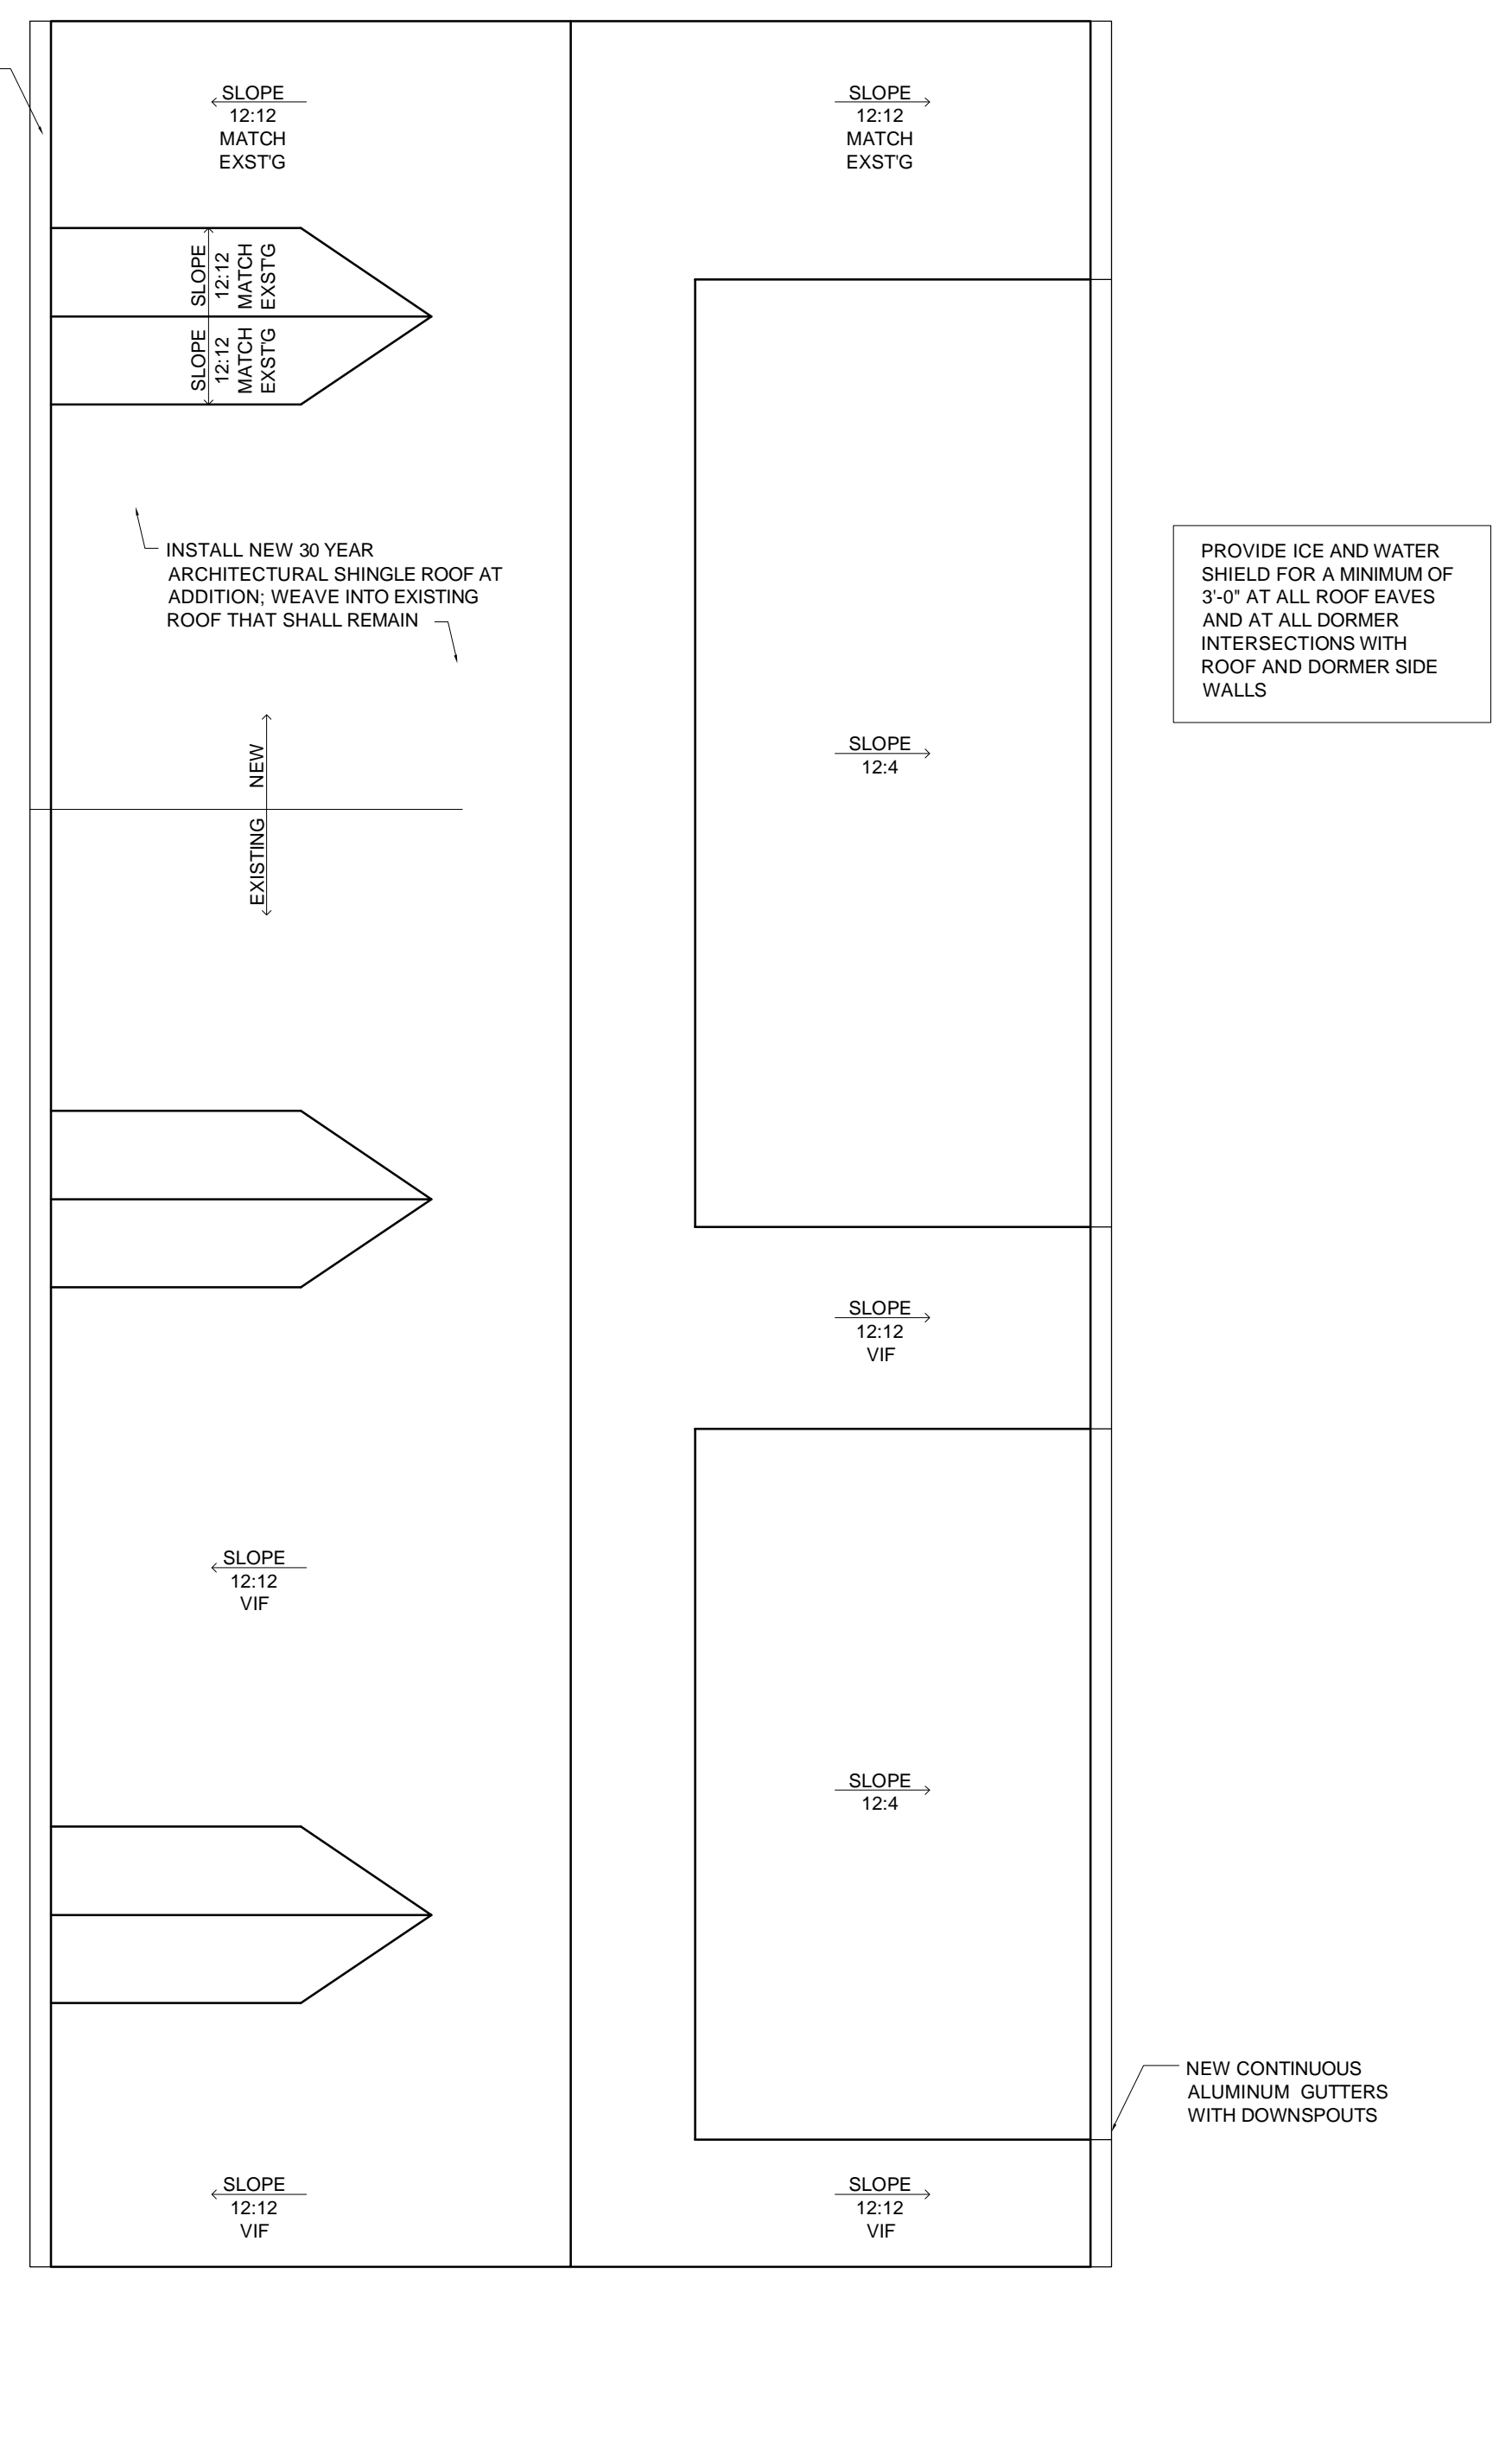 SLOPE
12:12
MATCH
EXST'G
SLOPE
12:12
MATCH
EXST'G
SLOPE
12:12
MATCH
EXST'G
SLOPE
12:12
MATCH
EXST'G
INSTALL NEW 30 YEAR
ARCHITECTURAL SHINGLE ROOF AT
ADDITION; WEAVE INTO EXISTING
ROOF THAT SHALL REMAIN
PROVIDE ICE AND WATER
SHIELD FOR A MINIMUM OF
3'-0" AT ALL ROOF EAVES
AND AT ALL DORMER
INTERSECTIONS WITH
ROOF AND DORMER SIDE
WALLS
NEW
EXISTING
SLOPE
12:4
SLOPE
12:12
VIF
SLOPE
12:12
VIF
SLOPE
12:4
NEW CONTINUOUS
ALUMINUM GUTTERS
WITH DOWNSPOUTS
SLOPE
12:12
VIF
SLOPE
12:12
VIF